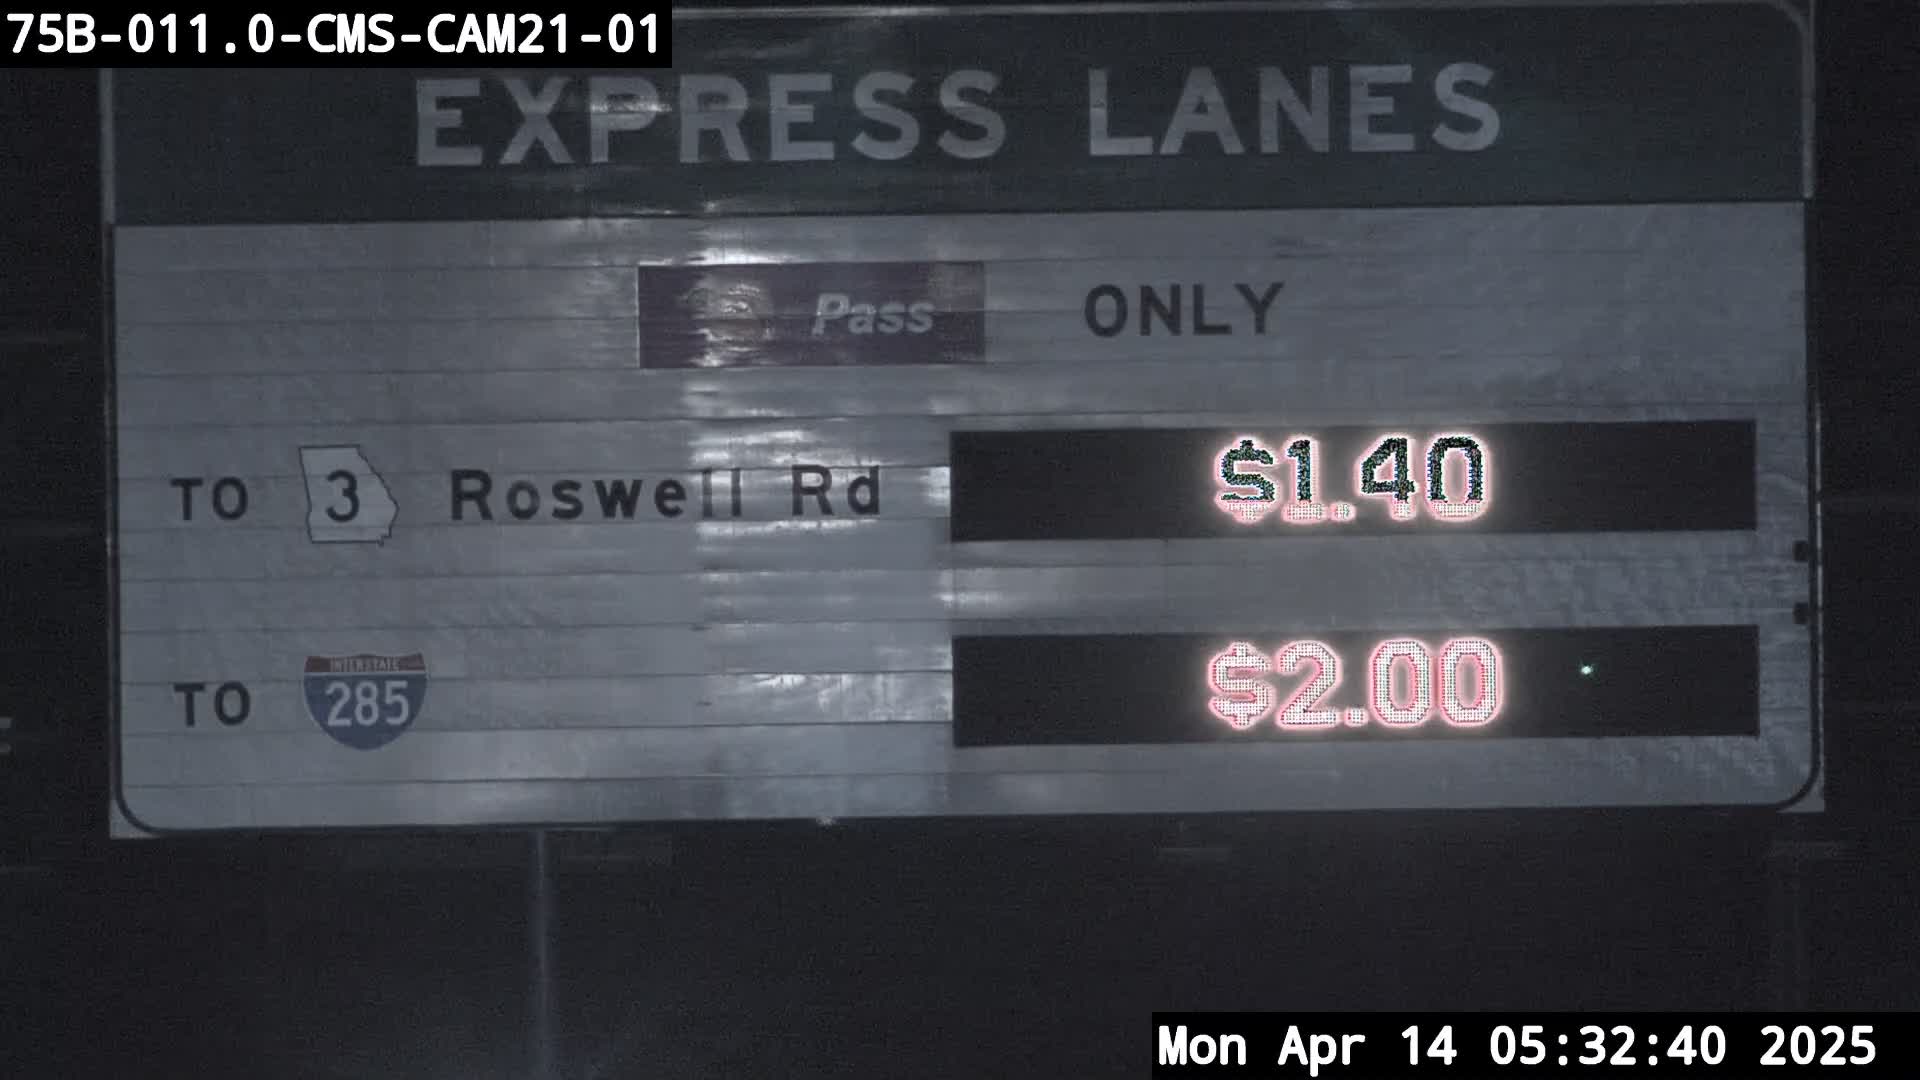 75B-011.0-CMS-CAM21-01
EXPRESS LANES
Pass ONLY
TO 3 Roswell Rd $1.40
TO INTERSTATE 285 $2.00
Mon Apr 14 05:32:40 2025